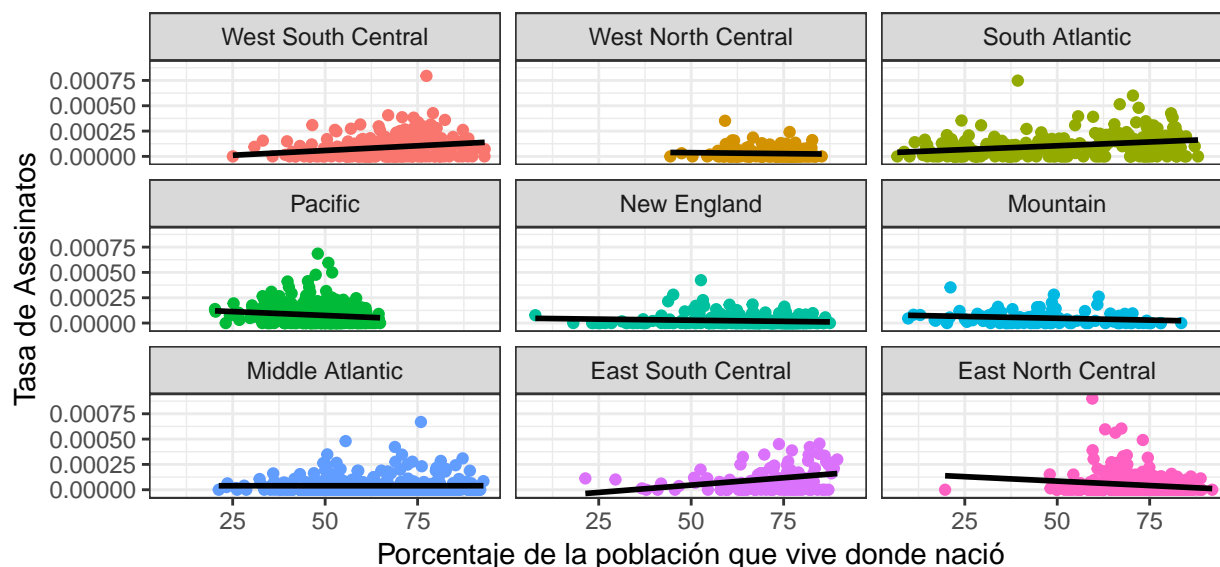 West South Central
West North Central
South Atlantic
0.00075
0.00050
0.00025
0.00000
Pacific
New England
Mountain
0.00075
0.00050
0.00025
0.00000
Middle Atlantic
East South Central
East North Central
0.00075
0.00050
0.00025
0.00000
25 50 75
25 50 75
25 50 75
Tasa de Asesinatos
Porcentaje de la población que vive donde nació